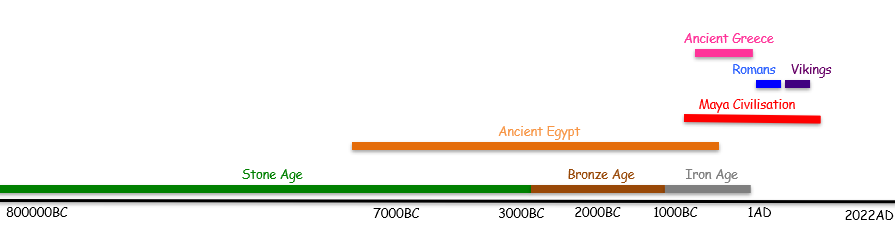 Ancient Greece
Romans Vikings
Maya Civilisation
Ancient Egypt
Stone Age Bronze Age Iron Age
800000BC 7000BC 3000BC 2000BC 1000BC 1AD 2022AD